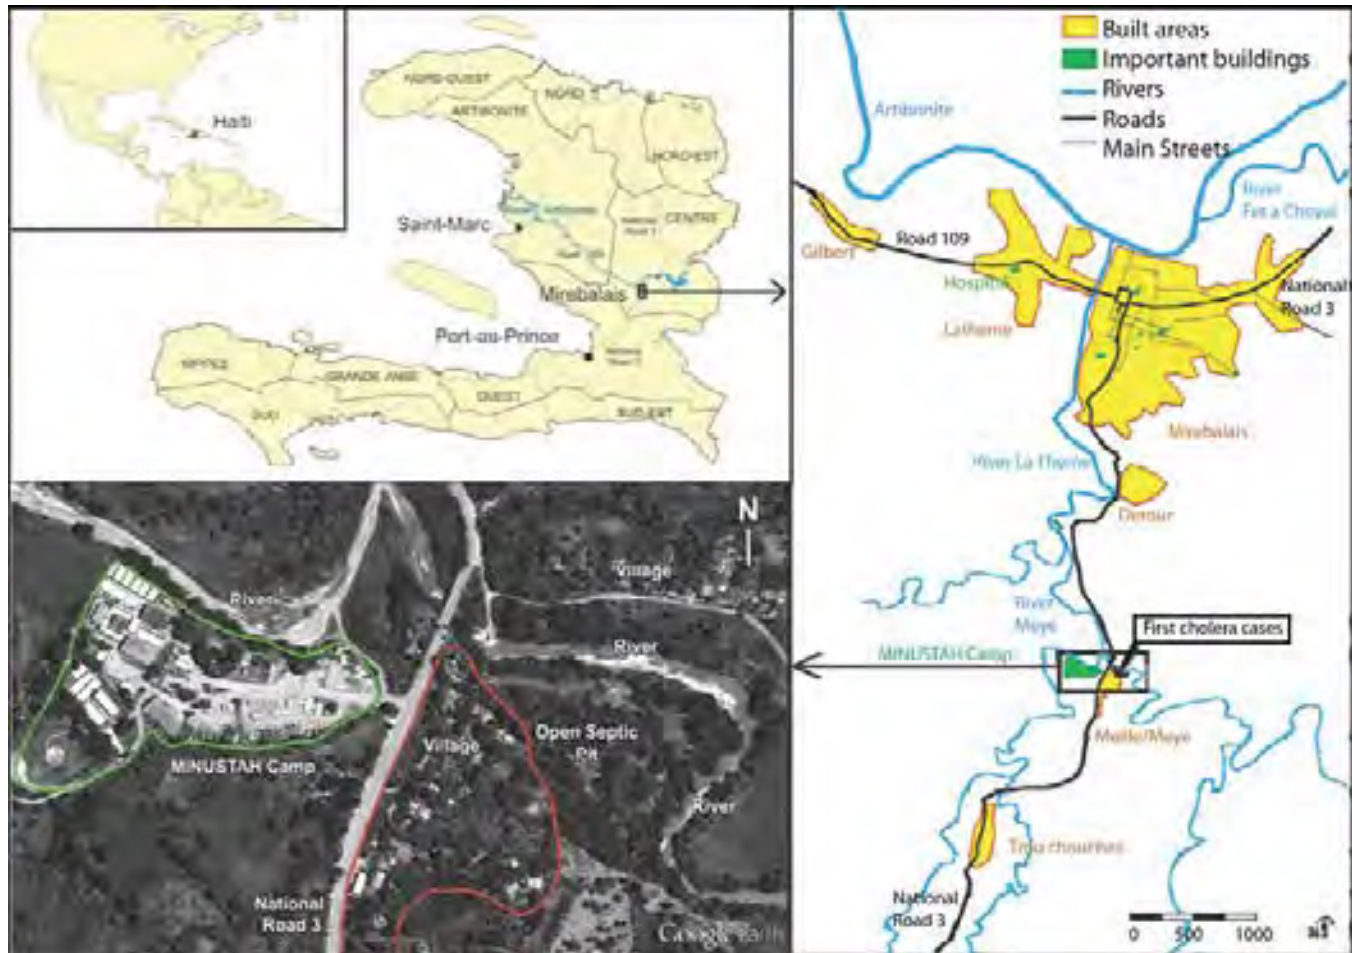 Haiti
NORD-OUEST
NORD
ARTIBONITE
NORD-EST
CENTRE
Saint-Marc
Mirebalais
Port-au-Prince
NIPPES
GRANDE ANSE
OUEST
SUD
SUD-EST
Built areas
Important buildings
Rivers
Roads
Main Streets
Artibonite
River
Fer a Cheval
Road 109
Gilbert
Hospital
National
Road 3
Latheme
Mirebalais
River La Theme
Detour
River
Meye
First cholera cases
MINUSTAH Camp
Meille/Meye
National
Road 3
0 500 1000
N
Village
River
River
Open Septic
Pit
Village
MINUSTAH Camp
River
National
Road 3
Google earth